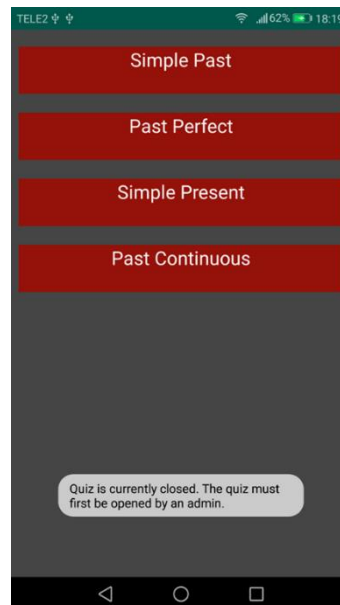 TELE2 62% 18:19
Simple Past
Past Perfect
Simple Present
Past Continuous
Quiz is currently closed. The quiz must
first be opened by an admin.